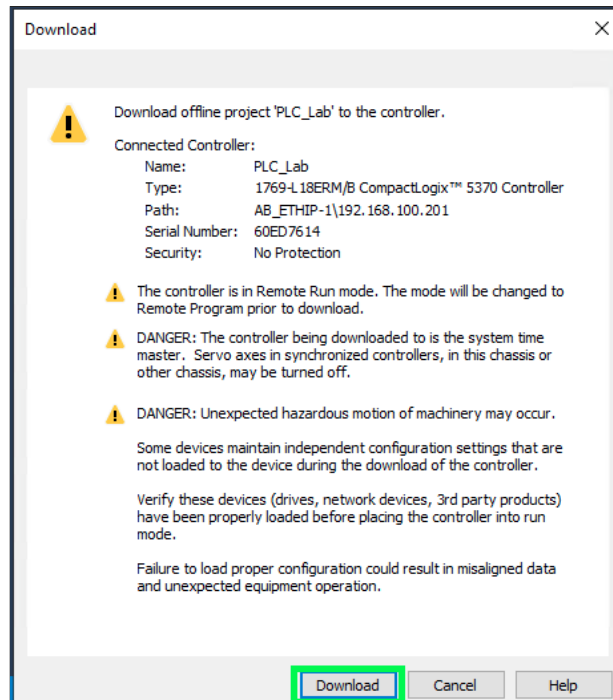 Download
Download offline project 'PLC_Lab' to the controller.
Connected Controller:
Name: PLC_Lab
Type: 1769-L18ERM/B CompactLogix™ 5370 Controller
Path: AB_ETHIP-1\192.168.100.201
Serial Number: 60ED7614
Security: No Protection
The controller is in Remote Run mode. The mode will be changed to
Remote Program prior to download.
DANGER: The controller being downloaded to is the system time
master. Servo axes in synchronized controllers, in this chassis or
other chassis, may be turned off.
DANGER: Unexpected hazardous motion of machinery may occur.
Some devices maintain independent configuration settings that are
not loaded to the device during the download of the controller.
Verify these devices (drives, network devices, 3rd party products)
have been properly loaded before placing the controller into run
mode.
Failure to load proper configuration could result in misaligned data
and unexpected equipment operation.
Download Cancel Help